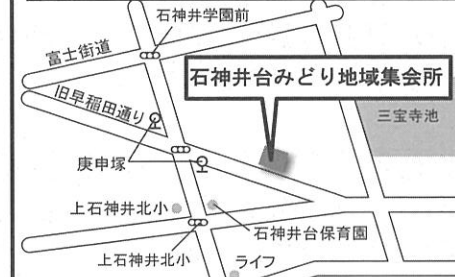 石神井学園前
富士街道
石神井台みどり地域集会所
旧早稲田通り
三宝寺池
庚申塚
上石神井北小
石神井台保育園
上石神井北小
ライフ